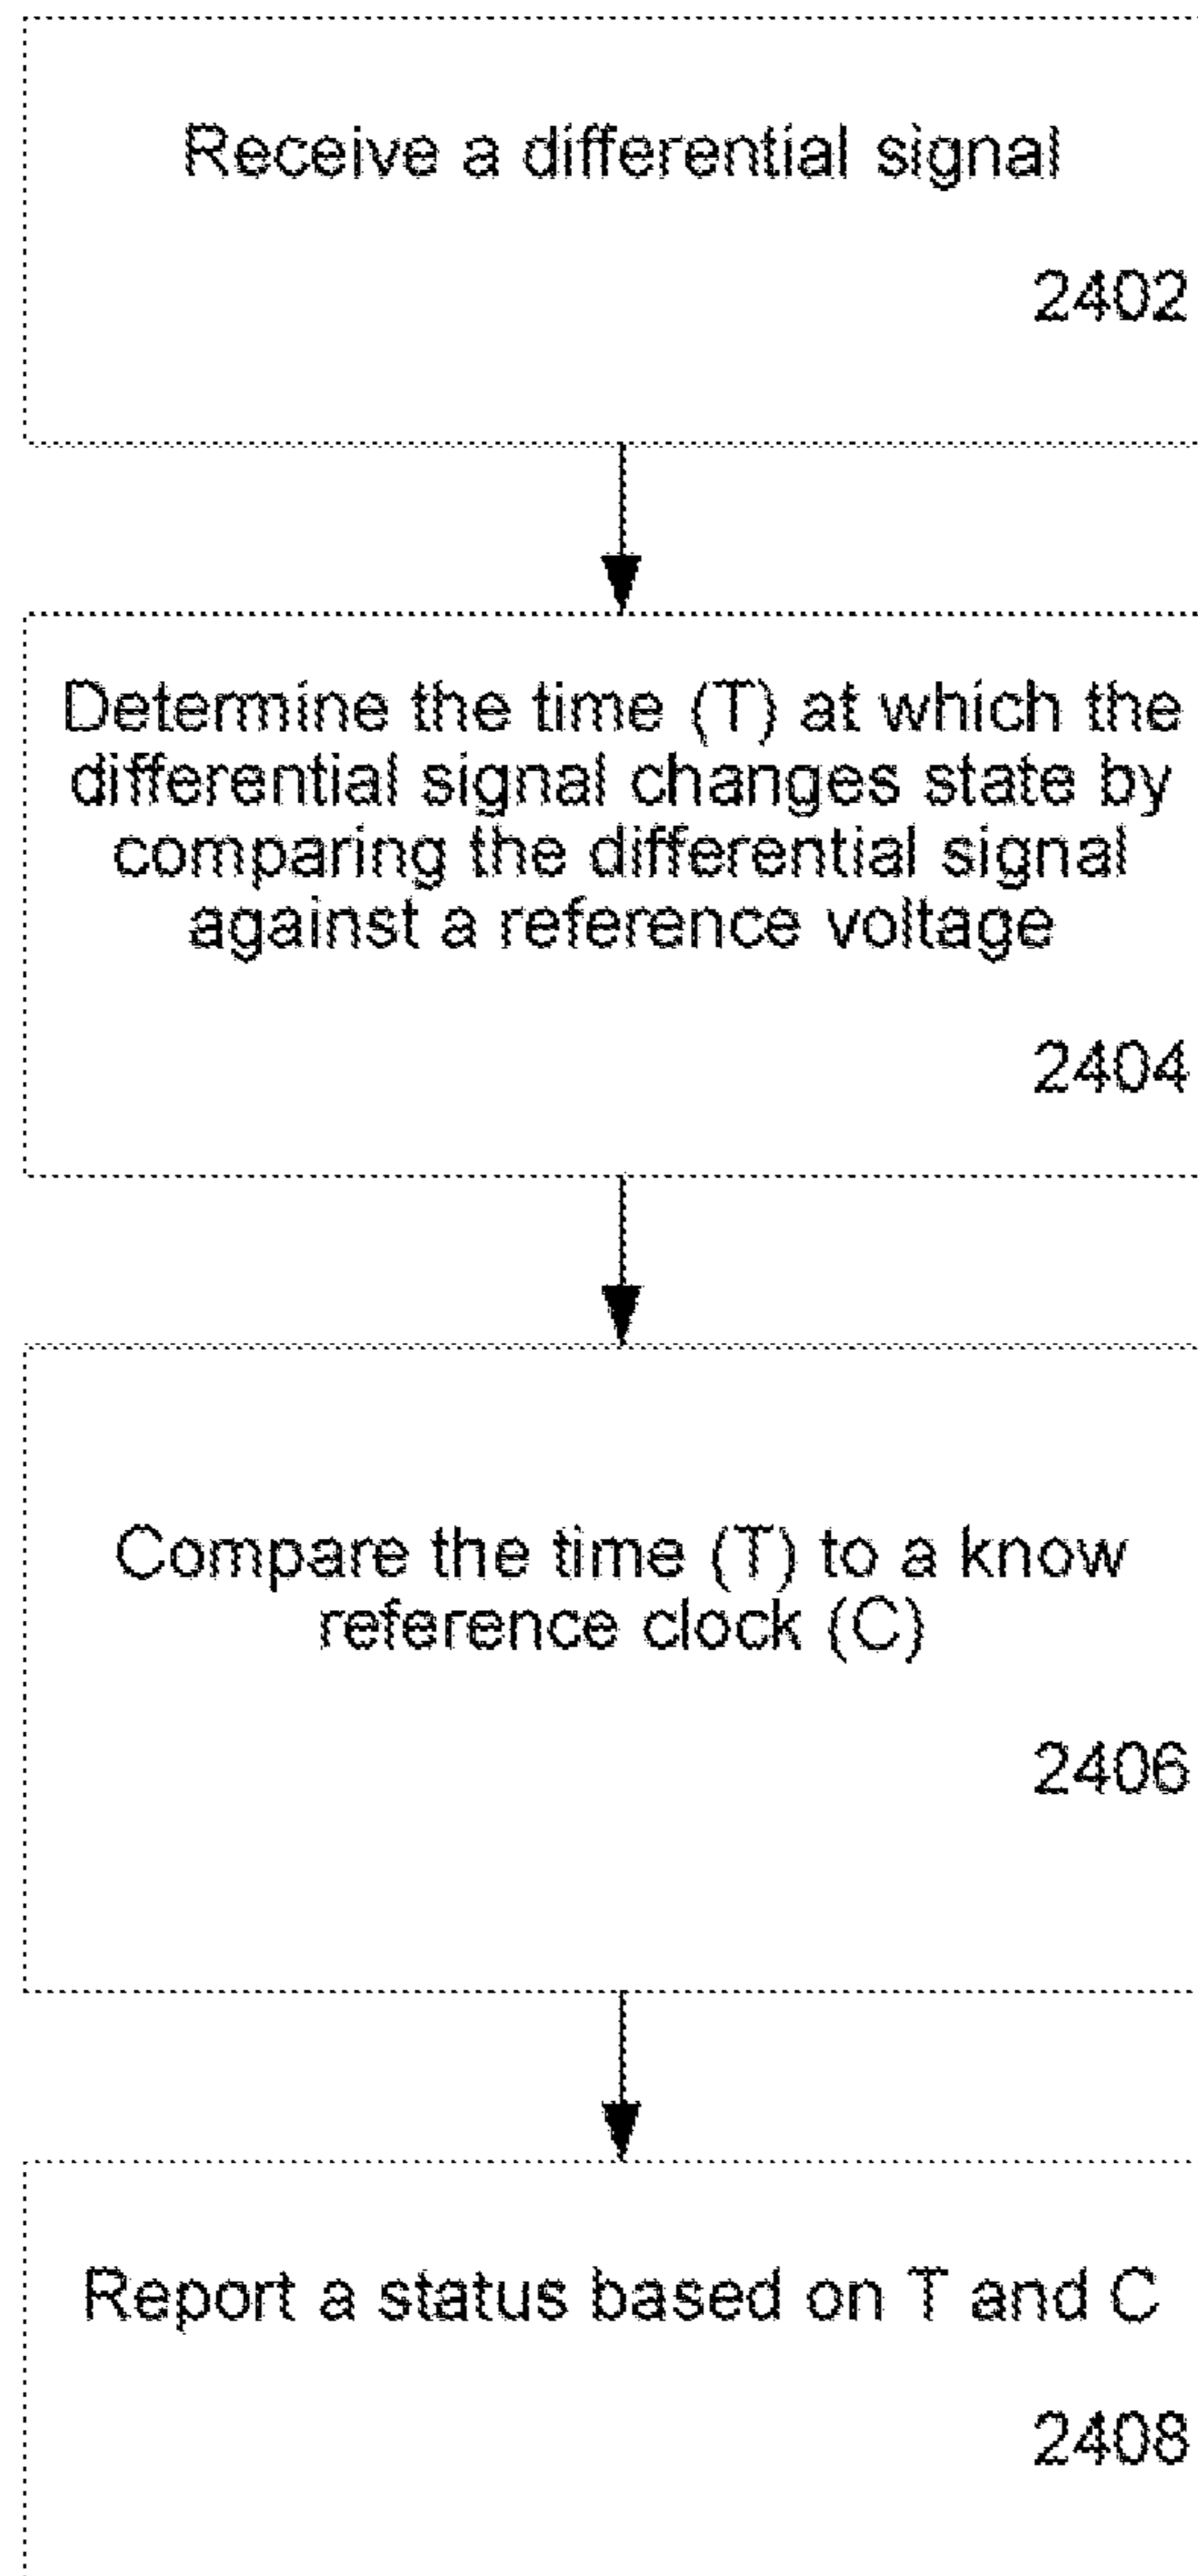 Receive a differential signal
2402
Determine the time (T) at which the
differential signal changes state by
comparing the differential signal
against a reference voltage
2404
Compare the time (T) to a know
reference clock (C)
2406
Report a status based on T and C
2408